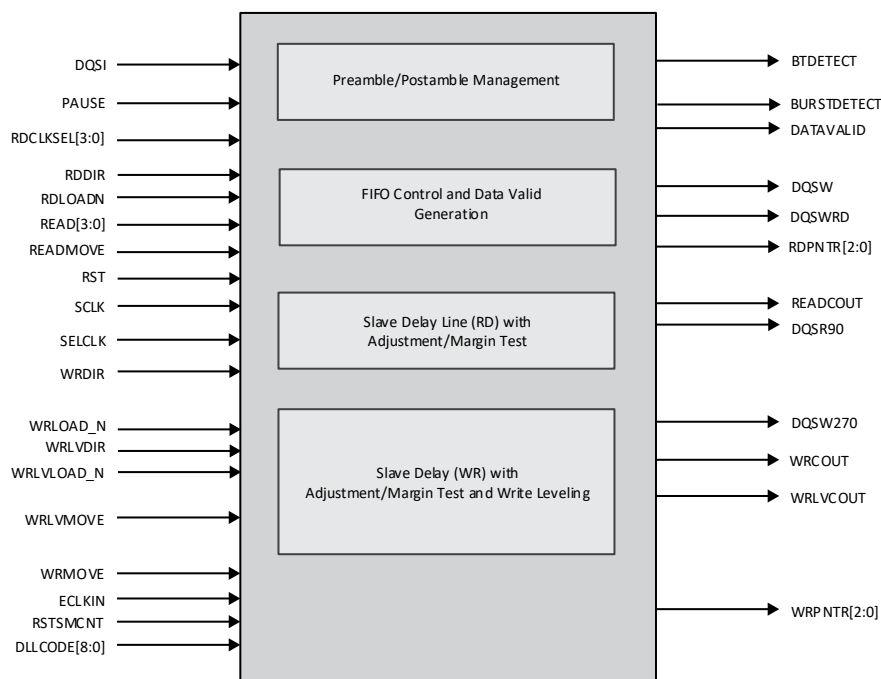 DQSI
PAUSE
RDCLKSEL[3:0]
RDDIR
RDLOADN
READ[3:0]
READMOVE
RST
SCLK
SELCLK
WRDIR
WRLOAD_N
WRLVDIR
WRLVLOAD_N
WRLVMOVE
WRMOVE
ECLKIN
RSTSMCNT
DLLCODE[8:0]
Preamble/Postamble Management
FIFO Control and Data Valid
Generation
Slave Delay Line (RD) with
Adjustment/Margin Test
Slave Delay (WR) with
Adjustment/Margin Test and Write Leveling
BTDETECT
BURSTDETECT
DATAVALID
DQSW
DQSWRD
RDPNTR[2:0]
READCOUT
DQSR90
DQSW270
WRCOUT
WRLVCOUT
WRPNTR[2:0]